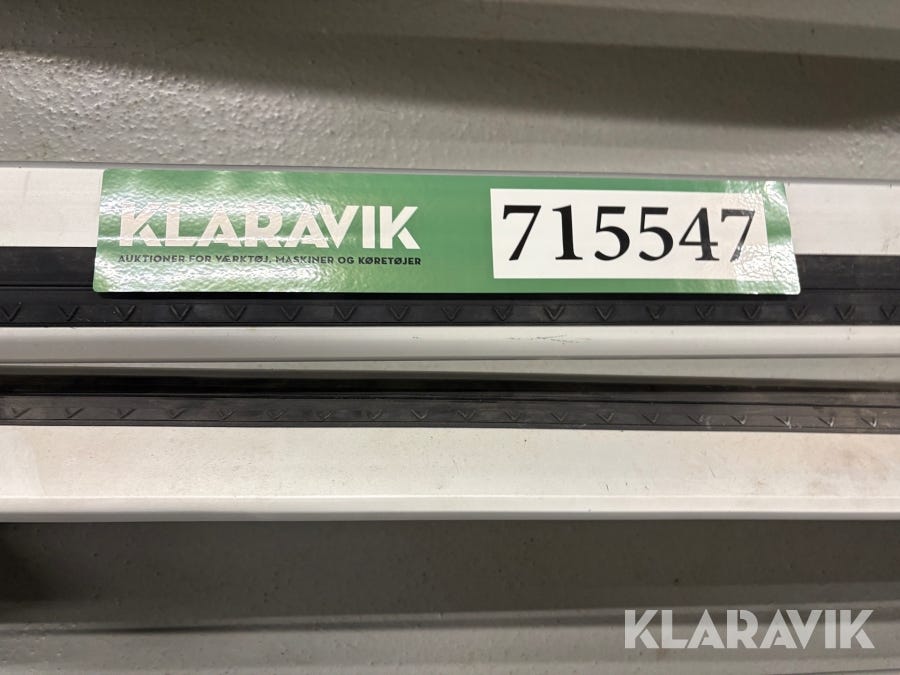 KLARAVIK
AUKTIONER FOR VÆRKTØJ, MASKINER OG KØRETØJER
715547
KLARAVIK